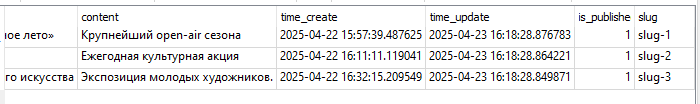 content time_create time_update is_publishe slug
ное лето» Крупнейший open-air сезона 2025-04-22 15:57:39.487625 2025-04-23 16:18:28.876783 1 slug-1
Ежегодная культурная акция 2025-04-22 16:11:11.119041 2025-04-23 16:18:28.864221 1 slug-2
го искусства Экспозиция молодых художников. 2025-04-22 16:32:15.209549 2025-04-23 16:18:28.849871 1 slug-3